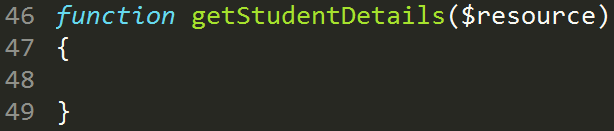 46 function getStudentDetails($resource)
47 {
48
49 }